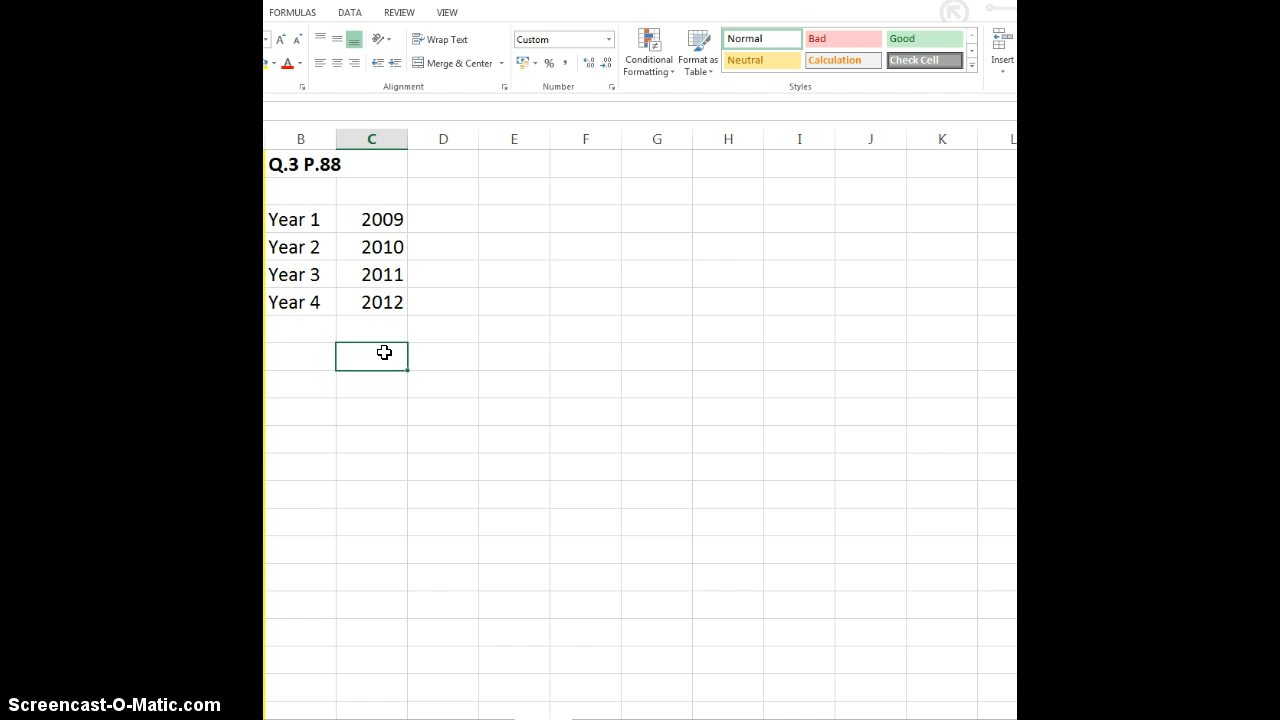 FORMULAS DATA REVIEW VIEW
Wrap Text Custom Normal Bad Good
Merge & Center % , Conditional Formatting Format as Table Neutral Calculation Check Cell Insert
Alignment Number Styles
B C D E F G H I J K L
Q.3 P.88
Year 1 2009
Year 2 2010
Year 3 2011
Year 4 2012
Screencast-O-Matic.com